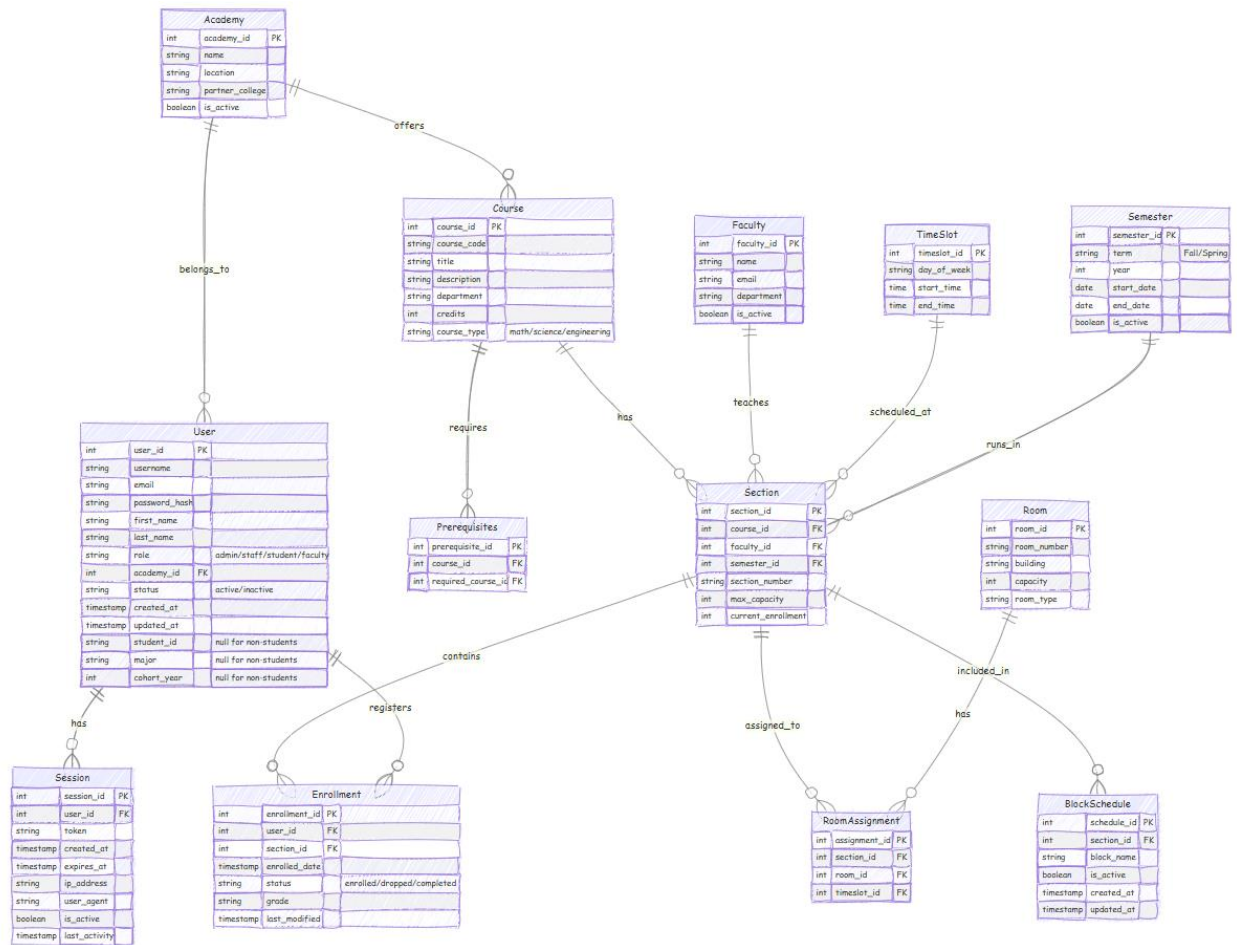 Academy
int academy_id PK
string name
string location
string partner_college
boolean is_active
offers
belongs_to
Course
int course_id PK
string course_code
string title
string description
string department
int credits
string course_type math/science/engineering
Faculty
int faculty_id PK
string name
string email
string department
boolean is_active
TimeSlot
int timeslot_id PK
string day_of_week
time start_time
time end_time
Semester
int semester_id PK
string term Fall/Spring
int year
date start_date
date end_date
boolean is_active
requires
has
teaches
scheduled_at
runs_in
User
int user_id PK
string username
string email
string password_hash
string first_name
string last_name
string role admin/staff/student/faculty
int academy_id FK
string status active/inactive
timestamp created_at
timestamp updated_at
string student_id null for non-students
string major null for non-students
int cohort_year null for non-students
Prerequisites
int prerequisite_id PK
int course_id FK
int required_course_id FK
Section
int section_id PK
int course_id FK
int faculty_id FK
int semester_id FK
string section_number
int max_capacity
int current_enrollment
Room
int room_id PK
string room_number
string building
int capacity
string room_type
has
registers
contains
assigned_to
has
included_in
Session
int session_id PK
int user_id FK
string token
timestamp created_at
timestamp expires_at
string ip_address
string user_agent
boolean is_active
timestamp last_activity
Enrollment
int enrollment_id PK
int user_id FK
int section_id FK
timestamp enrolled_date
string status enrolled/dropped/completed
string grade
timestamp last_modified
RoomAssignment
int assignment_id PK
int section_id FK
int room_id FK
int timeslot_id FK
BlockSchedule
int schedule_id PK
int section_id FK
string block_name
boolean is_active
timestamp created_at
timestamp updated_at